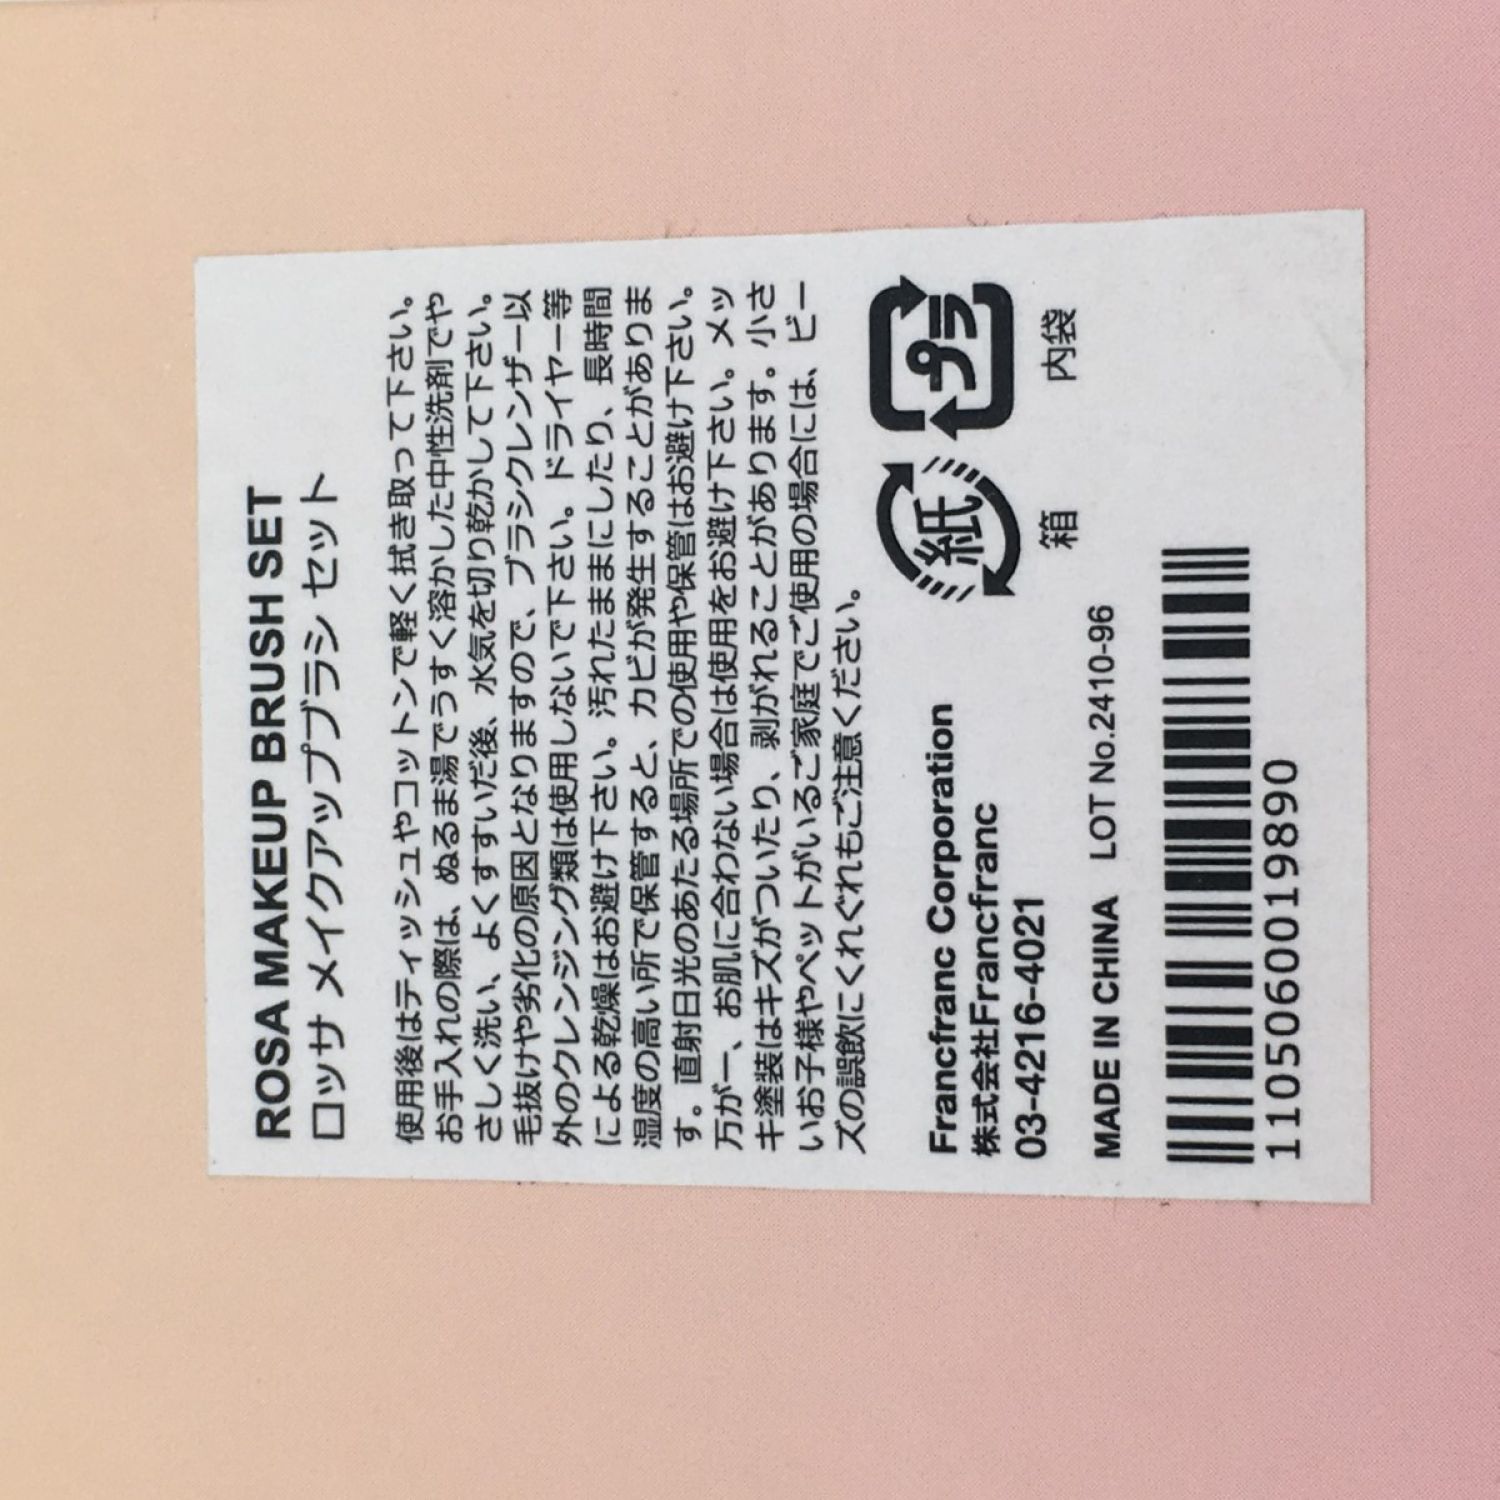 ROSA MAKEUP BRUSH SET
ロッサ メイクアップブラシ セット
使用後はティッシュやコットンで軽く拭き取って下さい。
お手入れの際は、ぬるま湯でうすく溶かした中性洗剤でや
さしく洗い、よくすすいだ後、水気を切り乾かして下さい。
毛抜けや劣化の原因となりますので、ブラシクレンザー以
外のクレンジング類は使用しないで下さい。ドライヤー等
による乾燥はお避け下さい。汚れたままにしたり、長時間
湿度の高い所で保管すると、カビが発生することがありま
す。直射日光のあたる場所での使用や保管はお避け下さい。
万が一、お肌に合わない場合は使用をお避け下さい。メッ
キ塗装はキズがついたり、剥がれることがあります。小さ
いお子様やペットがいるご家庭でご使用の場合には、ビー
ズの誤飲にくれぐれもご注意ください。
Francfranc Corporation
株式会社Francfranc
03-4216-4021
紙
プラ
箱
内袋
MADE IN CHINA LOT No.2410-96
1105060019890